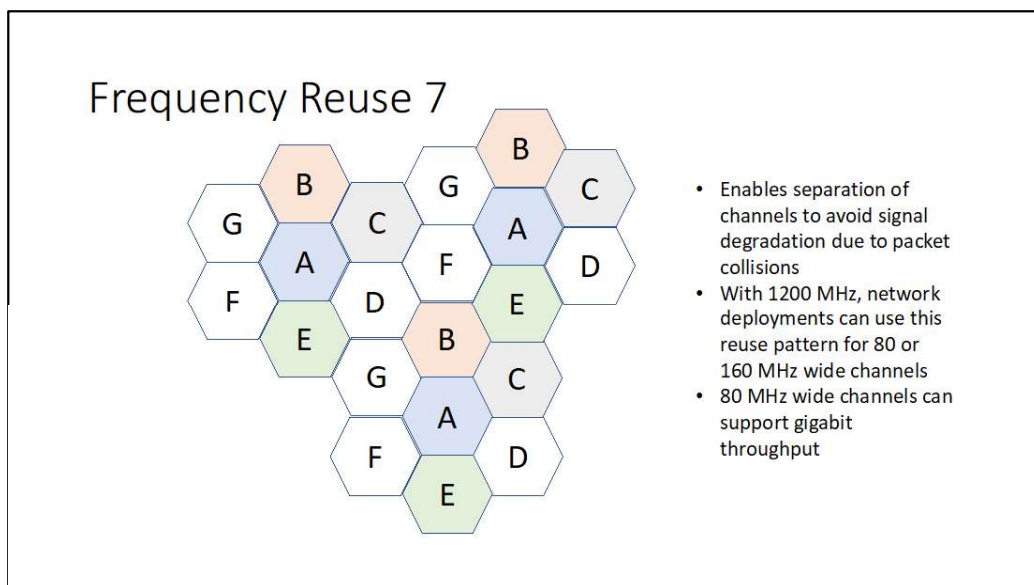 Frequency Reuse 7
B
B
G
C
G
C
A
A
F
D
F
D
E
B
E
G
C
A
F
D
E
• Enables separation of
channels to avoid signal
degradation due to packet
collisions
• With 1200 MHz, network
deployments can use this
reuse pattern for 80 or
160 MHz wide channels
• 80 MHz wide channels can
support gigabit
throughput